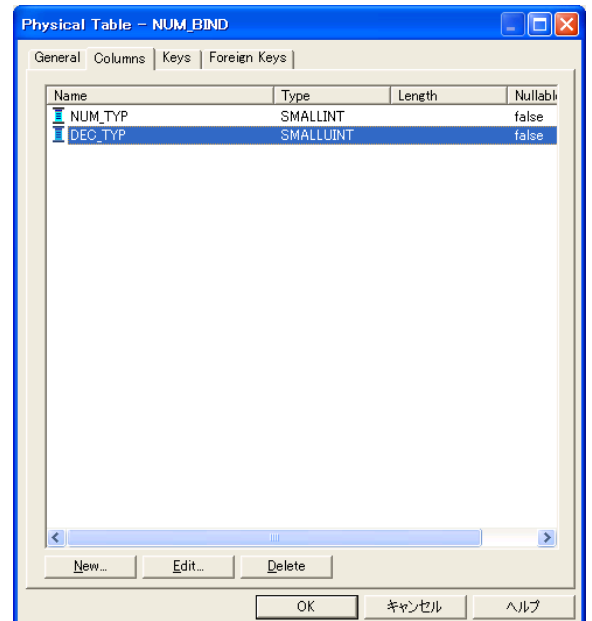 Physical Table - NUM_BIND
General Columns Keys Foreign Keys
Name Type Length Nullabl
NUM_TYP SMALLINT false
DEC_TYP SMALLUINT false
New... Edit... Delete
OK キャンセル ヘルプ